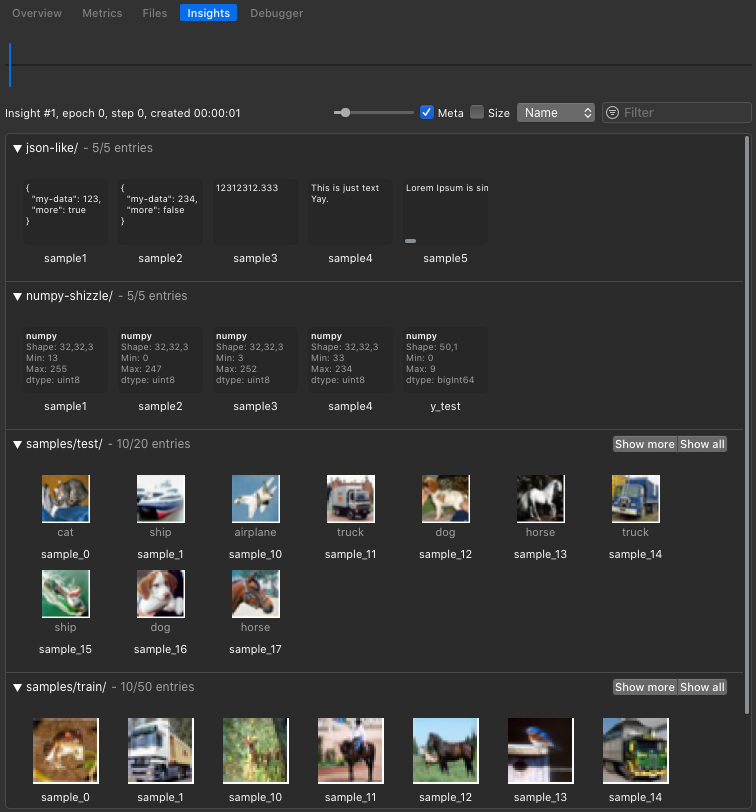 Overview Metrics Files Insights Debugger
Insight #1, epoch 0, step 0, created 00:00:01 Meta Size Name Filter
json-like/ - 5/5 entries
{
"my-data": 123,
"more": true
}
sample1
{
"my-data": 234,
"more": false
}
sample2
12312312.333
sample3
This is just text
Yay.
sample4
Lorem Ipsum is sim
sample5
numpy-shizzle/ - 5/5 entries
numpy
Shape: 32,32,3
Min: 13
Max: 255
dtype: uint8
sample1
numpy
Shape: 32,32,3
Min: 0
Max: 247
dtype: uint8
sample2
numpy
Shape: 32,32,3
Min: 3
Max: 252
dtype: uint8
sample3
numpy
Shape: 32,32,3
Min: 33
Max: 234
dtype: uint8
sample4
numpy
Shape: 50,1
Min: 0
Max: 9
dtype: bigInt64
y_test
samples/test/ - 10/20 entries Show more Show all
cat ship airplane truck dog horse truck
sample_0 sample_1 sample_10 sample_11 sample_12 sample_13 sample_14
ship dog horse
sample_15 sample_16 sample_17
samples/train/ - 10/50 entries Show more Show all
sample_0 sample_1 sample_10 sample_11 sample_12 sample_13 sample_14